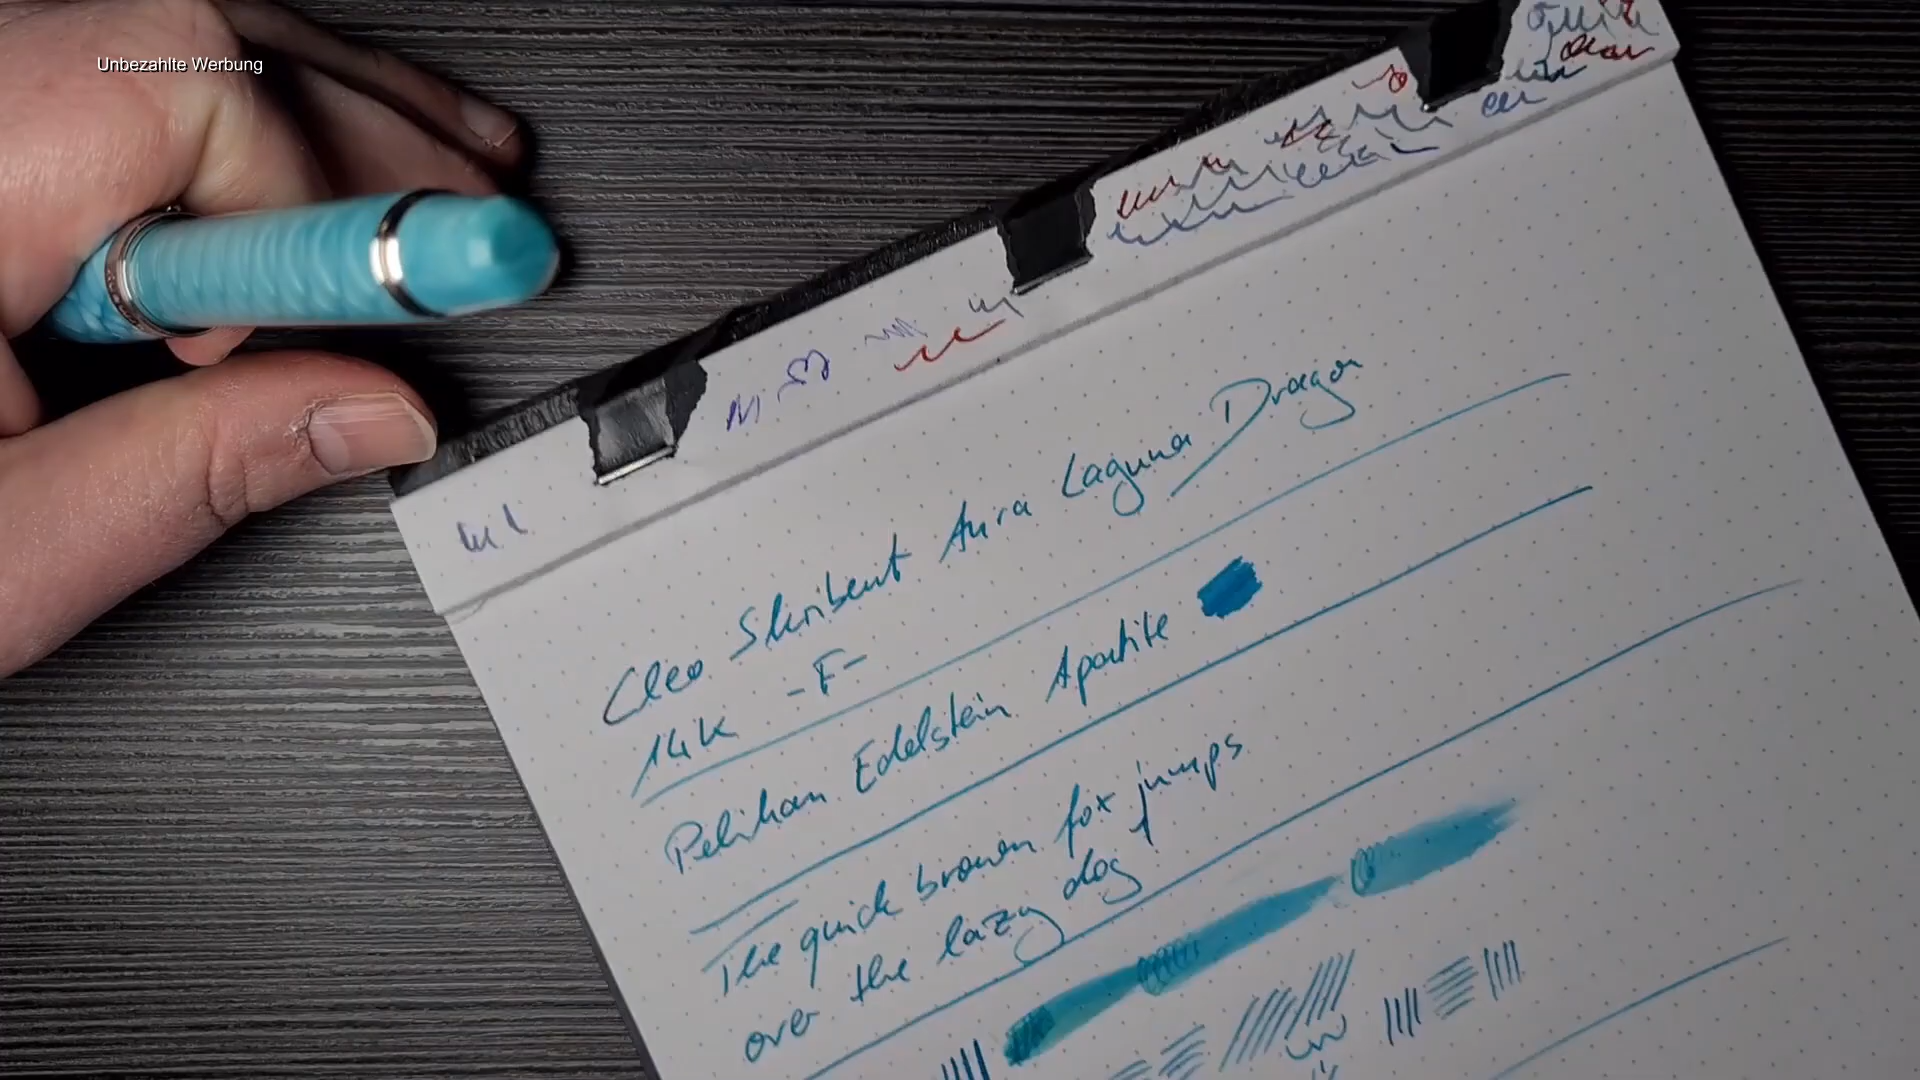 Unbezahlte Werbung
Cleo Skribent Aura Laguna Dragon
14K -F-
Pelikan Edelstein Apatite
The quick brown fox jumps
over the lazy dog